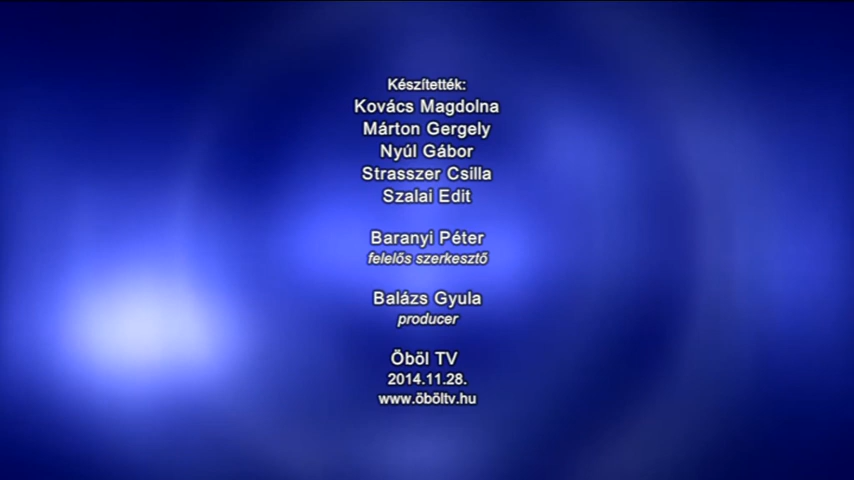 Készítették:
Kovács Magdolna
Márton Gergely
Nyúl Gábor
Strasszer Csilla
Szalai Edit
Baranyi Péter
felelős szerkesztő
Balázs Gyula
producer
Öböl TV
2014.11.28.
www.öböltv.hu